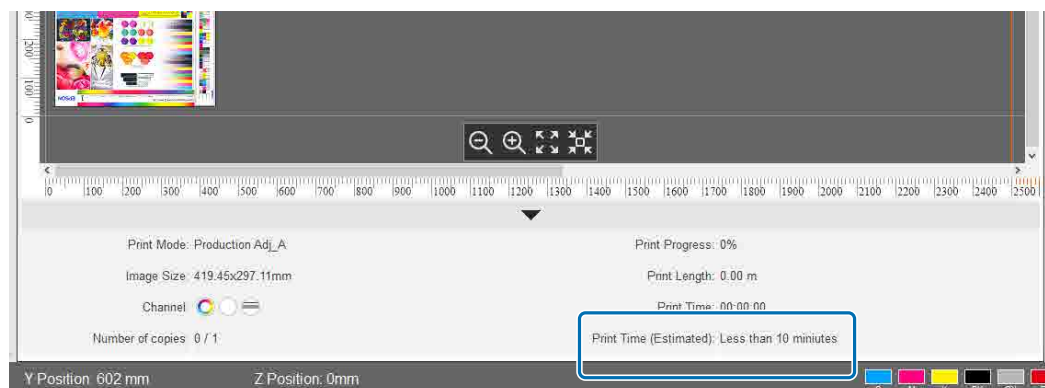 200
100
EPSON
0
0 100 200 300 400 500 600 700 800 900 1000 1100 1200 1300 1400 1500 1600 1700 1800 1900 2000 2100 2200 2300 2400 2500
Print Mode: Production Adj_A
Print Progress: 0%
Image Size: 419.45x297.11mm
Print Length: 0.00 m
Channel
Print Time: 00:00:00
Number of copies 0 / 1
Print Time (Estimated): Less than 10 miniutes
Y Position: 602 mm Z Position: 0mm